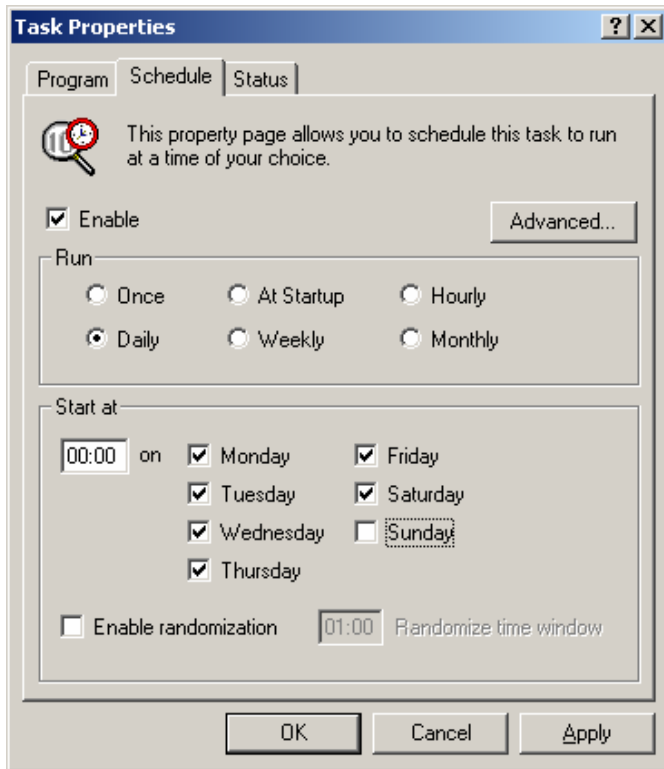 Task Properties
Program Schedule Status
This property page allows you to schedule this task to run
at a time of your choice.
Enable
Advanced...
Run
Once At Startup Hourly
Daily Weekly Monthly
Start at
00:00 on Monday Friday
Tuesday Saturday
Wednesday Sunday
Thursday
Enable randomization 01:00 Randomize time window
OK Cancel Apply